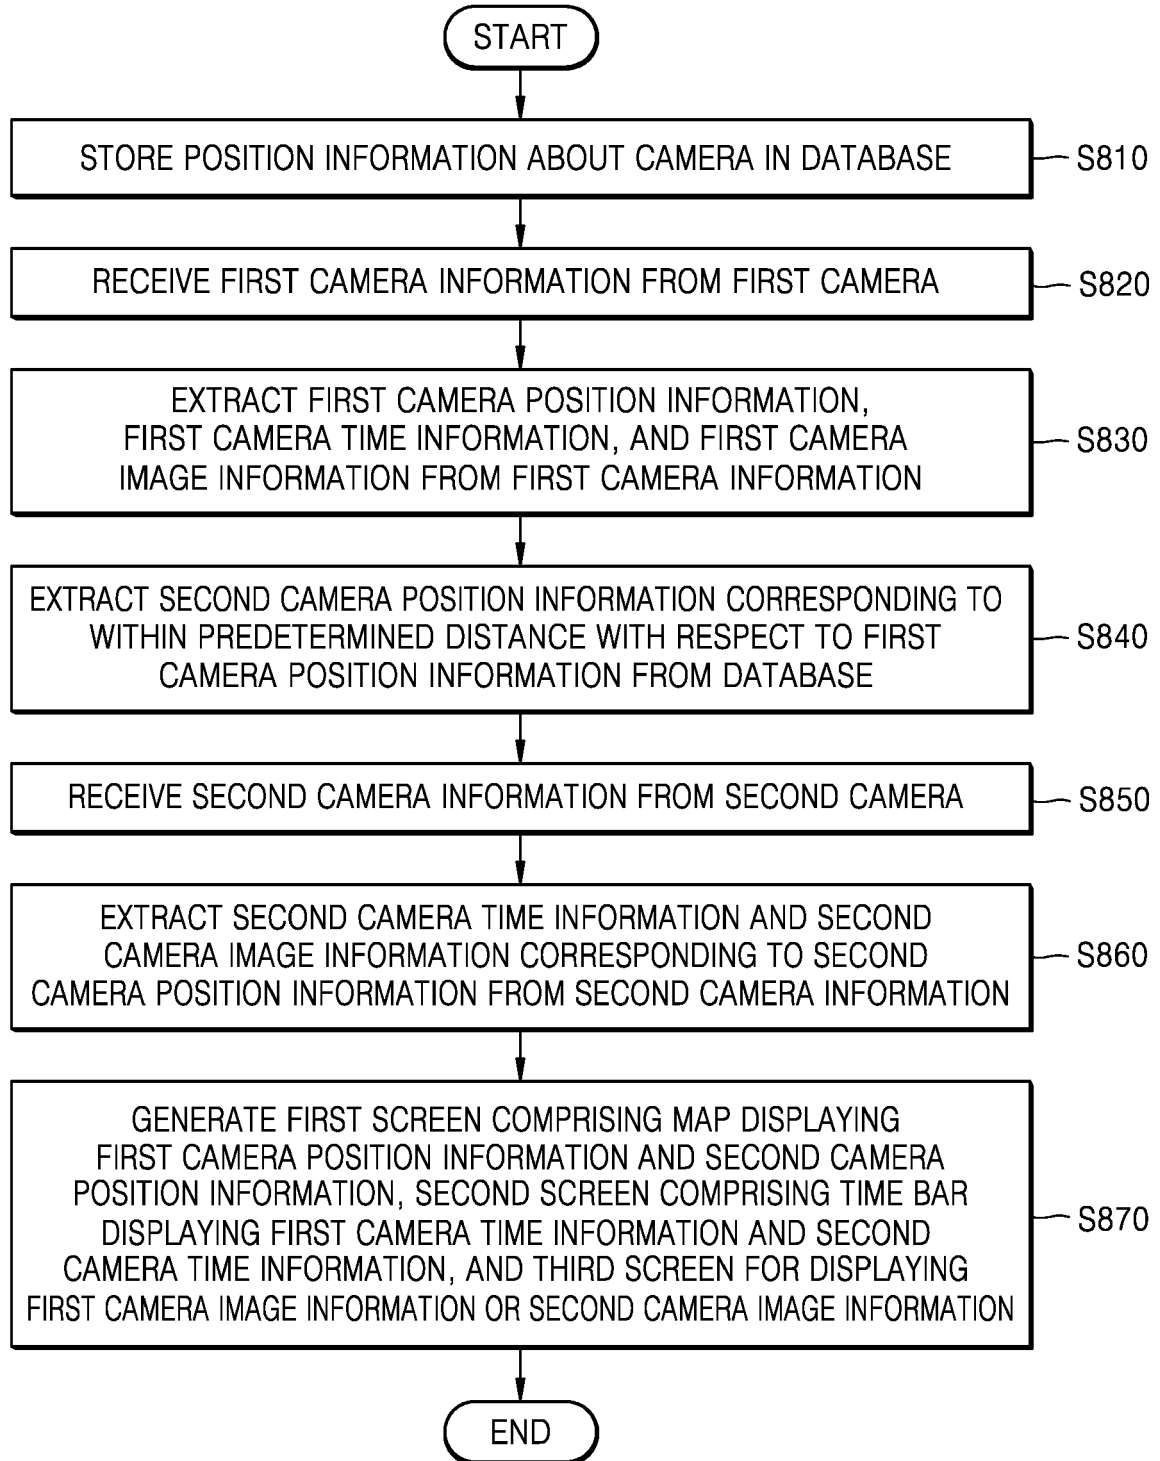 START
STORE POSITION INFORMATION ABOUT CAMERA IN DATABASE
S810
RECEIVE FIRST CAMERA INFORMATION FROM FIRST CAMERA
S820
EXTRACT FIRST CAMERA POSITION INFORMATION,
FIRST CAMERA TIME INFORMATION, AND FIRST CAMERA
IMAGE INFORMATION FROM FIRST CAMERA INFORMATION
S830
EXTRACT SECOND CAMERA POSITION INFORMATION CORRESPONDING TO
WITHIN PREDETERMINED DISTANCE WITH RESPECT TO FIRST
CAMERA POSITION INFORMATION FROM DATABASE
S840
RECEIVE SECOND CAMERA INFORMATION FROM SECOND CAMERA
S850
EXTRACT SECOND CAMERA TIME INFORMATION AND SECOND
CAMERA IMAGE INFORMATION CORRESPONDING TO SECOND
CAMERA POSITION INFORMATION FROM SECOND CAMERA INFORMATION
S860
GENERATE FIRST SCREEN COMPRISING MAP DISPLAYING
FIRST CAMERA POSITION INFORMATION AND SECOND CAMERA
POSITION INFORMATION, SECOND SCREEN COMPRISING TIME BAR
DISPLAYING FIRST CAMERA TIME INFORMATION AND SECOND
CAMERA TIME INFORMATION, AND THIRD SCREEN FOR DISPLAYING
FIRST CAMERA IMAGE INFORMATION OR SECOND CAMERA IMAGE INFORMATION
S870
END